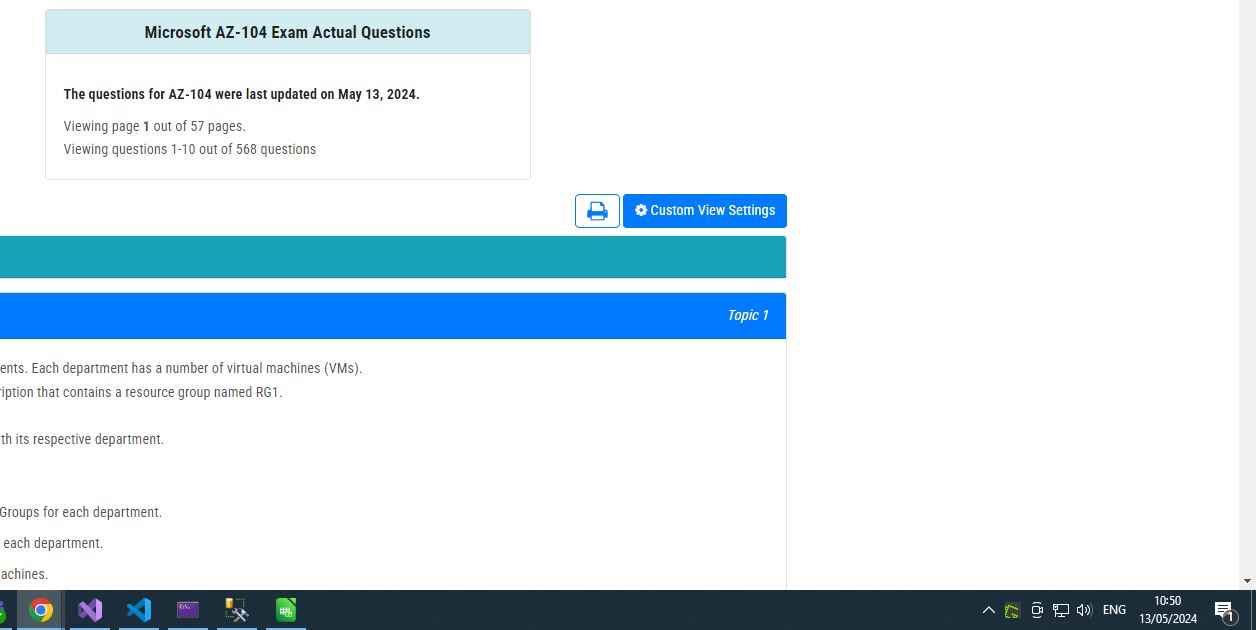 Microsoft AZ-104 Exam Actual Questions
The questions for AZ-104 were last updated on May 13, 2024.
Viewing page 1 out of 57 pages.
Viewing questions 1-10 out of 568 questions
Custom View Settings
Topic 1
ents. Each department has a number of virtual machines (VMs).
ription that contains a resource group named RG1.
th its respective department.
Groups for each department.
each department.
achines.
ENG
10:50
13/05/2024
1